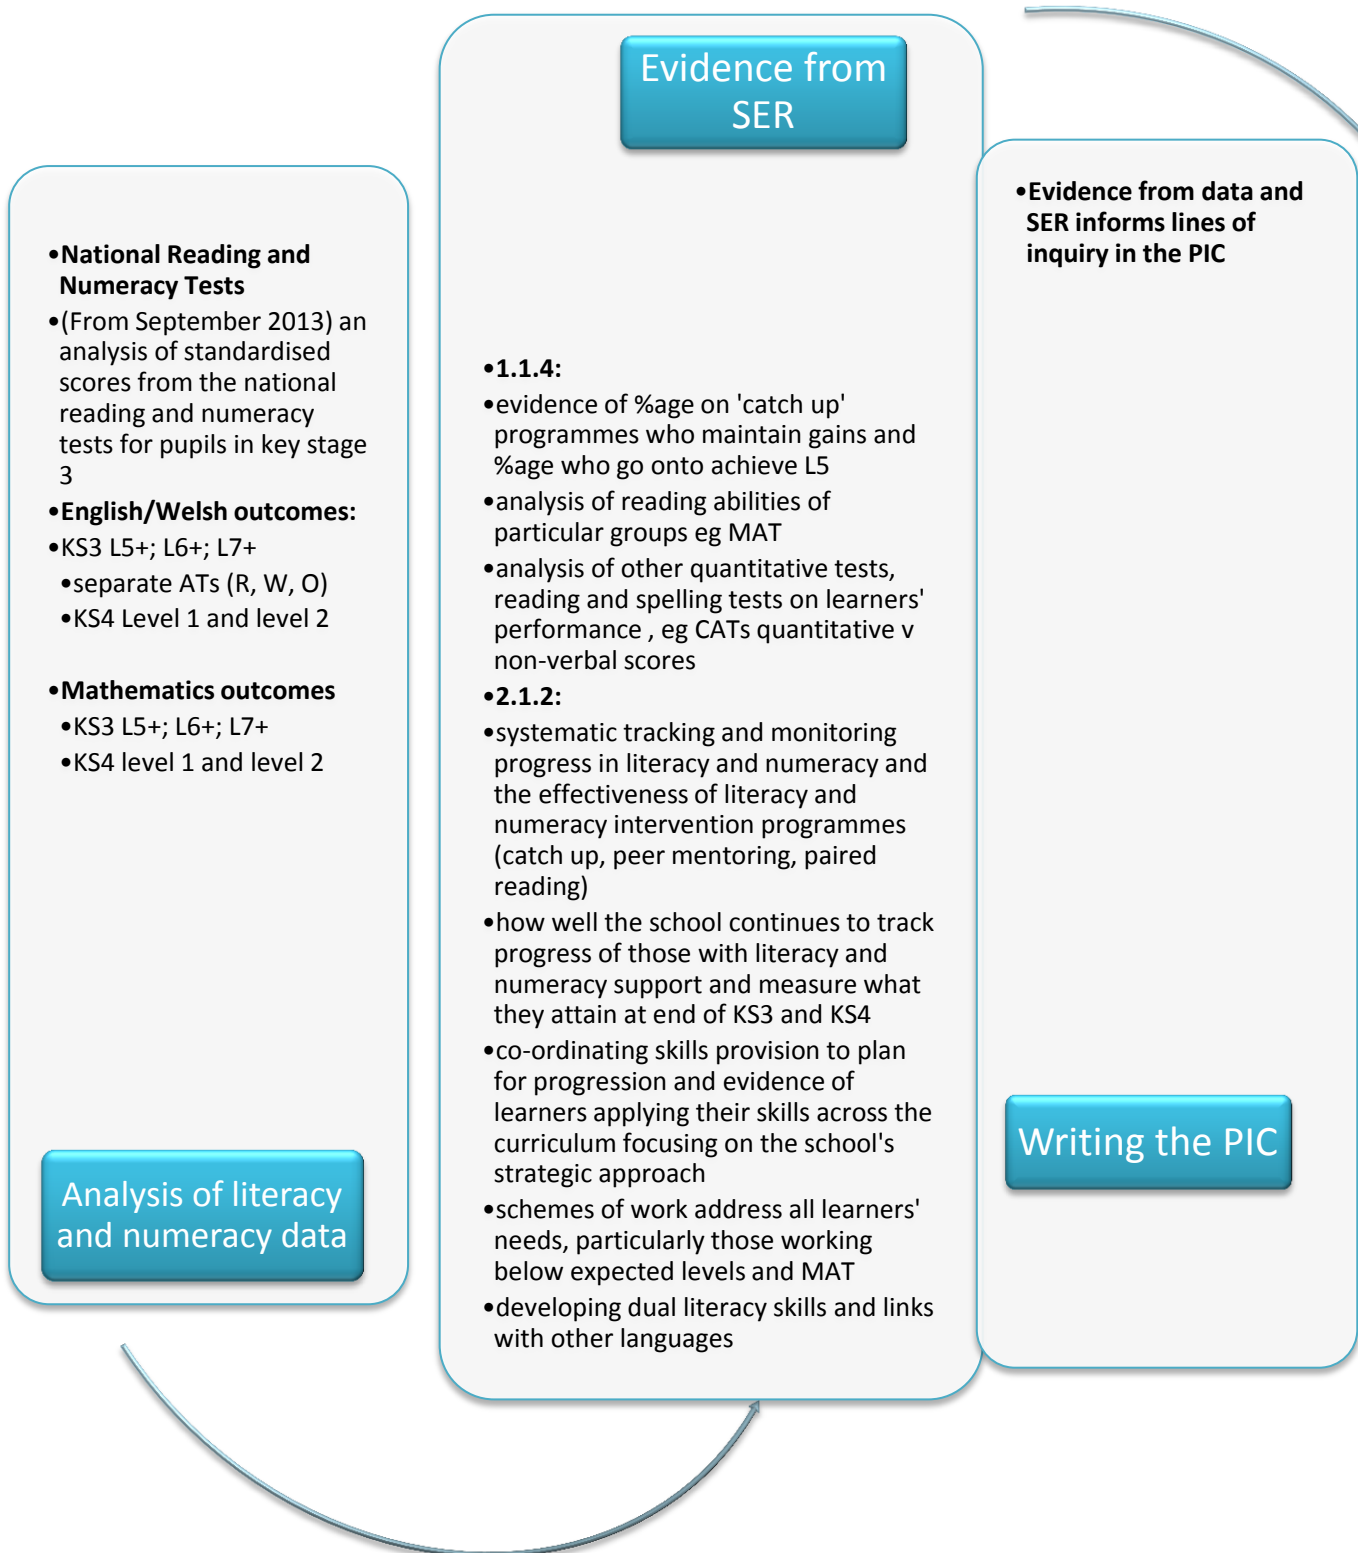 •National Reading and
Numeracy Tests
•(From September 2013) an
analysis of standardised
scores from the national
reading and numeracy
tests for pupils in key stage
3
•English/Welsh outcomes:
•KS3 L5+; L6+; L7+
•separate ATs (R, W, O)
•KS4 Level 1 and level 2
•Mathematics outcomes
•KS3 L5+; L6+; L7+
•KS4 level 1 and level 2
Analysis of literacy
and numeracy data
Evidence from
SER
•1.1.4:
•evidence of %age on 'catch up'
programmes who maintain gains and
%age who go onto achieve L5
•analysis of reading abilities of
particular groups eg MAT
•analysis of other quantitative tests,
reading and spelling tests on learners'
performance , eg CATs quantitative v
non-verbal scores
•2.1.2:
•systematic tracking and monitoring
progress in literacy and numeracy and
the effectiveness of literacy and
numeracy intervention programmes
(catch up, peer mentoring, paired
reading)
•how well the school continues to track
progress of those with literacy and
numeracy support and measure what
they attain at end of KS3 and KS4
•co-ordinating skills provision to plan
for progression and evidence of
learners applying their skills across the
curriculum focusing on the school's
strategic approach
•schemes of work address all learners'
needs, particularly those working
below expected levels and MAT
•developing dual literacy skills and links
with other languages
•Evidence from data and
SER informs lines of
inquiry in the PIC
Writing the PIC